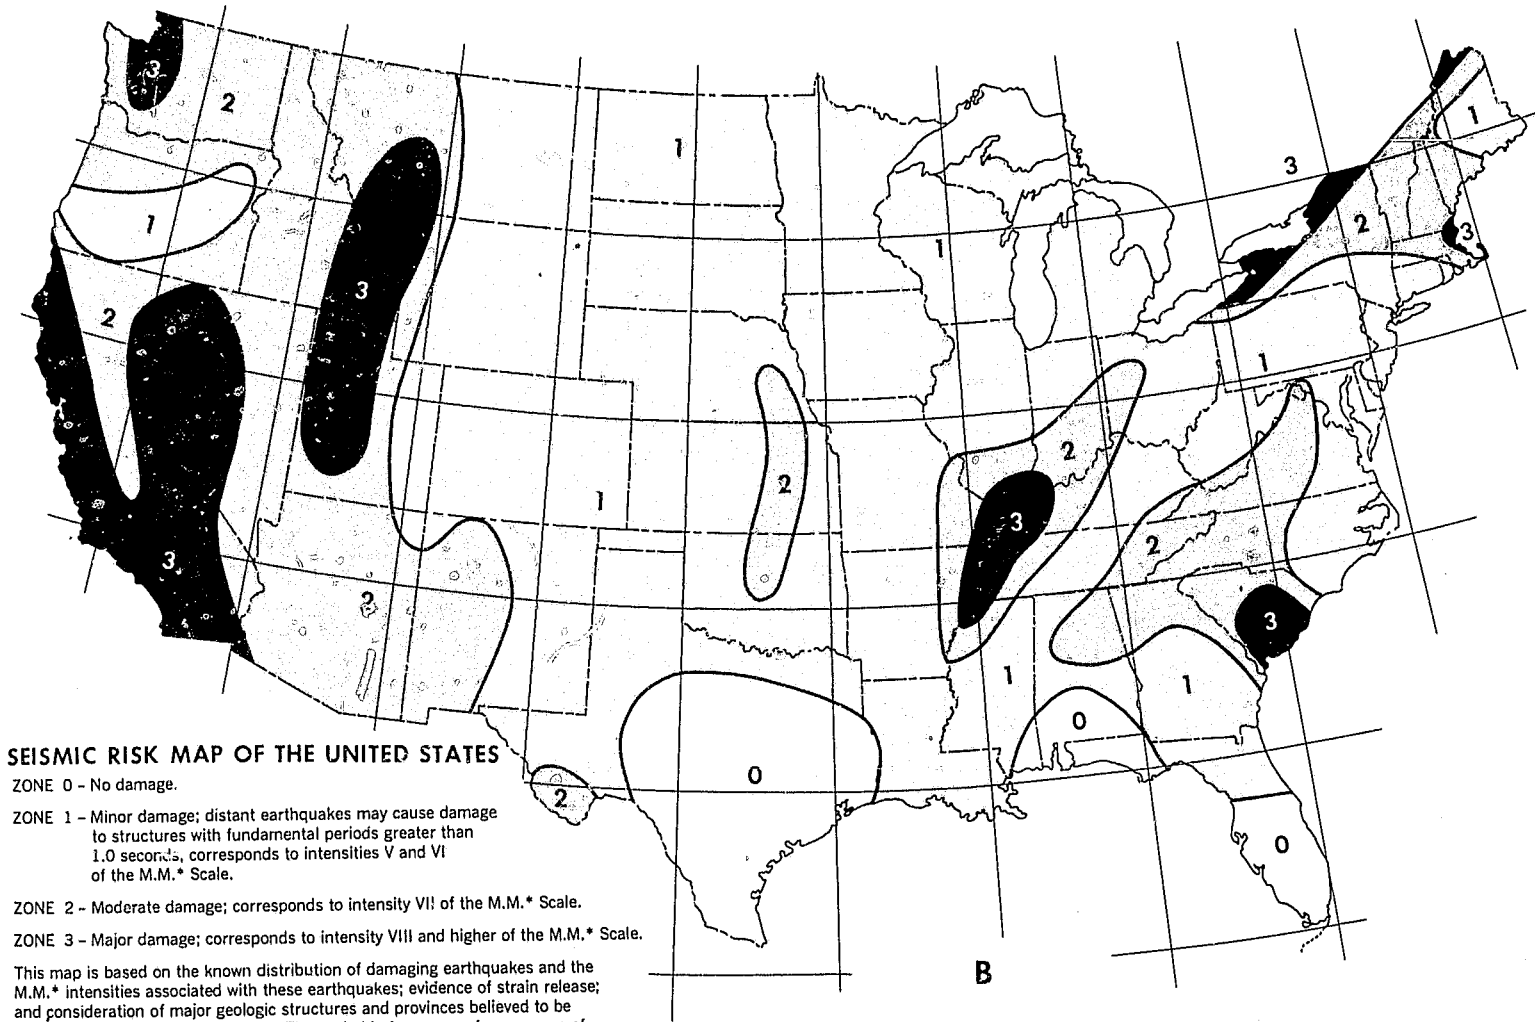 3
2
1
3
1
1
3
2
3
1
2
3
1
2
2
3
1
2
3
2
2
3
1
1
0
0
2
0
SEISMIC RISK MAP OF THE UNITED STATES
ZONE 0 - No damage.
ZONE 1 - Minor damage; distant earthquakes may cause damage
to structures with fundamental periods greater than
1.0 seconds, corresponds to intensities V and VI
of the M.M.* Scale.
ZONE 2 - Moderate damage; corresponds to intensity VII of the M.M.* Scale.
ZONE 3 - Major damage; corresponds to intensity VIII and higher of the M.M.* Scale.
This map is based on the known distribution of damaging earthquakes and the
M.M.* intensities associated with these earthquakes; evidence of strain release;
and consideration of major geologic structures and provinces believed to be
B